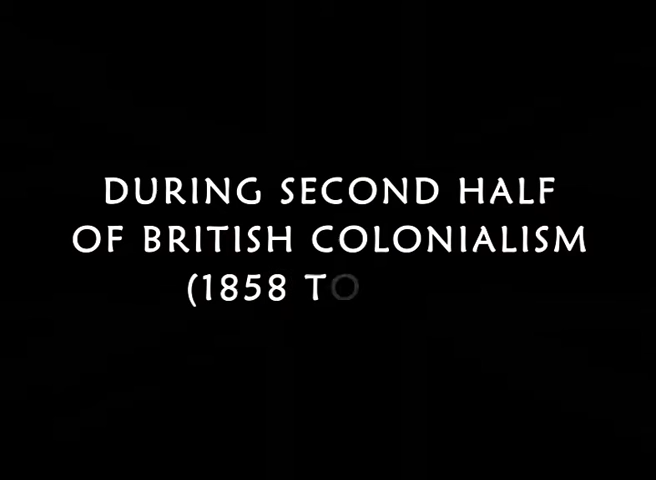 DURING SECOND HALF
OF BRITISH COLONIALISM
(1858 TO